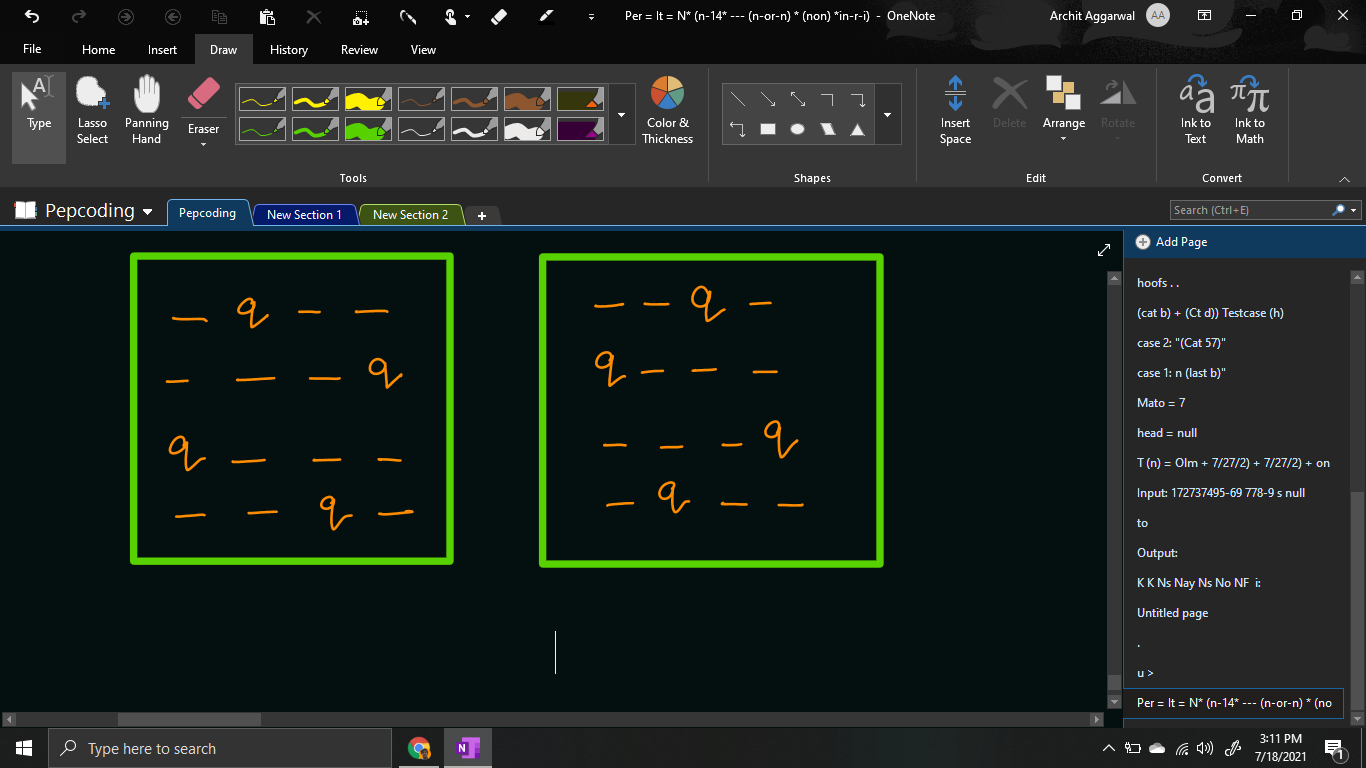 Per = It = N* (n-14* --- (n-or-n) * (non) *in-r-i) - OneNote
Archit Aggarwal
AA
File
Home
Insert
Draw
History
Review
View
Type
Lasso Select
Panning Hand
Eraser
Color & Thickness
Insert Space
Delete
Arrange
Rotate
Ink to Text
Ink to Math
Tools
Shapes
Edit
Convert
Pepcoding
Pepcoding
New Section 1
New Section 2
Search (Ctrl+E)
Add Page
– q – –
– – – q
q – – –
– – q –
– – q –
q – – –
– – – q
– q – –
hoofs . .
(cat b) + (Ct d)) Testcase (h)
case 2: "(Cat 57)"
case 1: n (last b)"
Mato = 7
head = null
T (n) = Olm + 7/27/2) + 7/27/2) + on
Input: 172737495-69 778-9 s null
to
Output:
K K Ns Nay Ns No NF i:
Untitled page
.
u >
Per = It = N* (n-14* --- (n-or-n) * (no
Type here to search
3:11 PM
7/18/2021
1